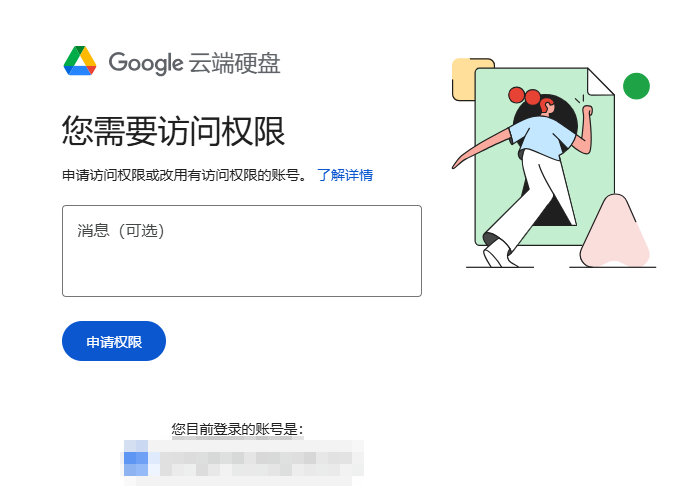 Google 云端硬盘
您需要访问权限
申请访问权限或改用有访问权限的账号。 了解详情
消息（可选）
申请权限
您目前登录的账号是：